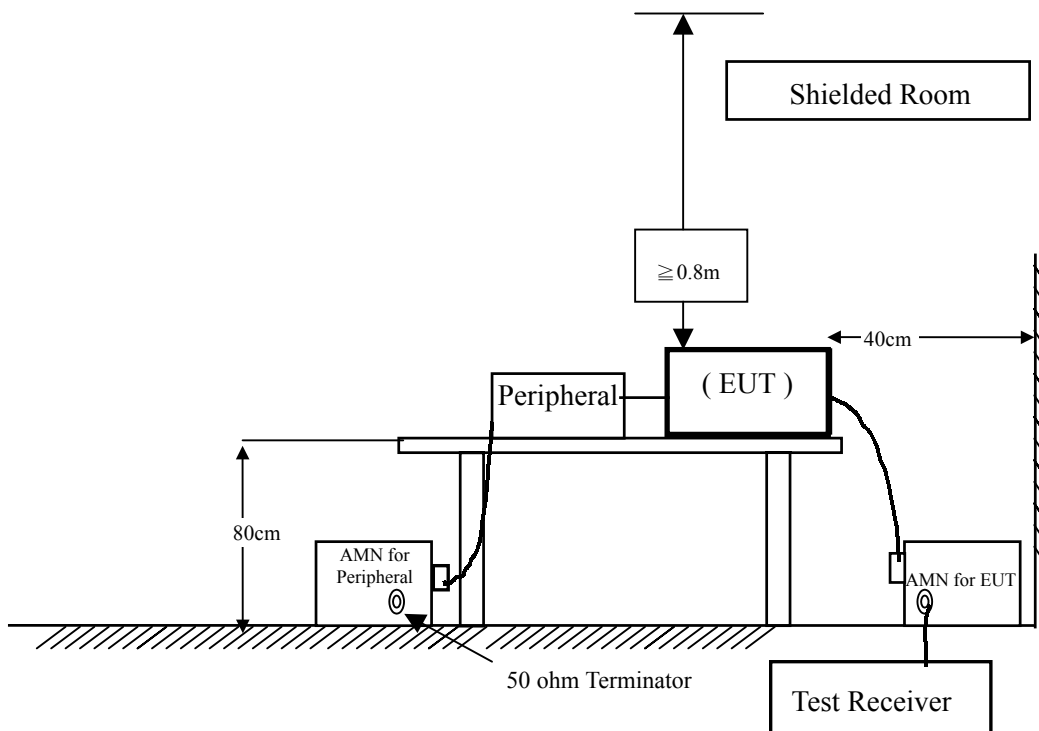 Shielded Room
≧0.8m
40cm
( EUT )
Peripheral
80cm
AMN for
Peripheral
AMN for EUT
50 ohm Terminator
Test Receiver